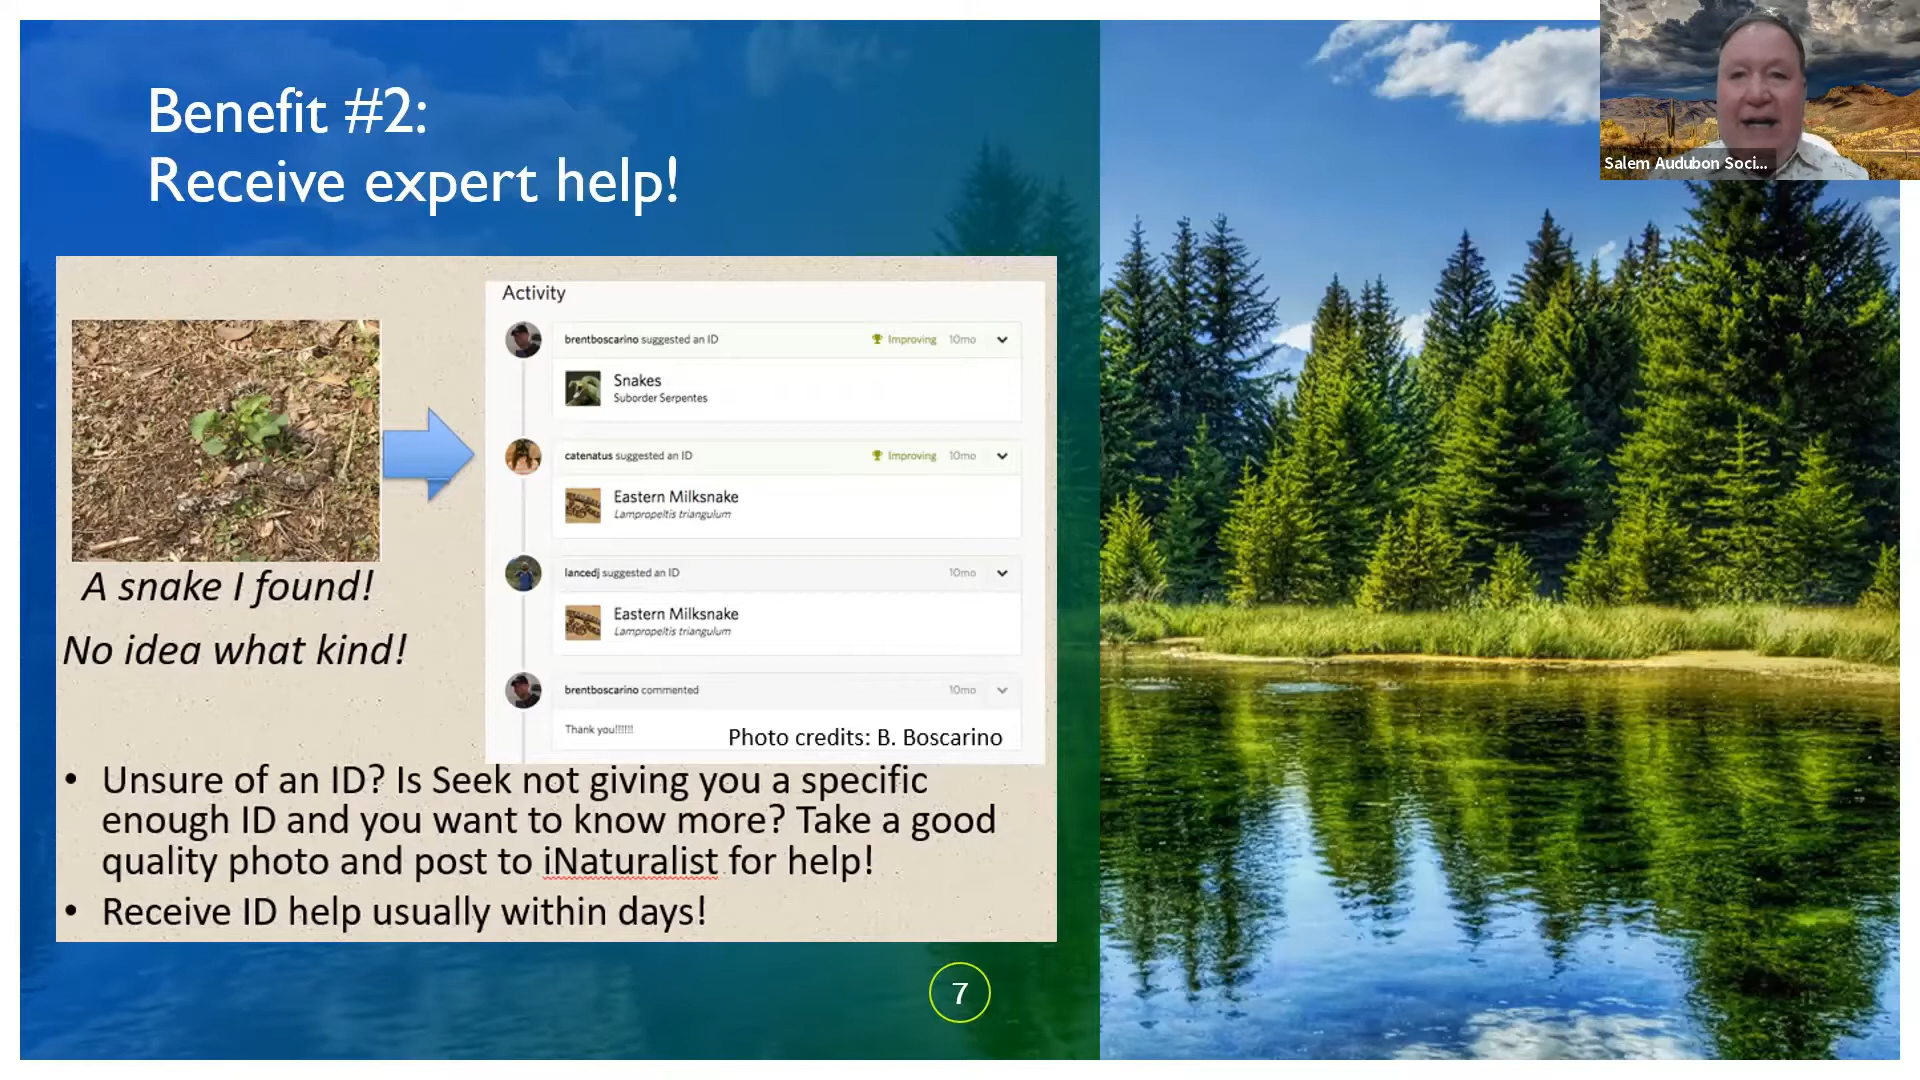 Benefit #2:
Receive expert help!
Salem Audubon Soci...
Activity
brentboscarino suggested an ID
Improving
10mo
Snakes
Suborder Serpentes
catenatus suggested an ID
Improving
10mo
Eastern Milksnake
Lampropeltis triangulum
lancedj suggested an ID
10mo
Eastern Milksnake
Lampropeltis triangulum
brentboscarino commented
10mo
Thank you!!!!!!!
Photo credits: B. Boscarino
A snake I found!
No idea what kind!
• Unsure of an ID? Is Seek not giving you a specific
enough ID and you want to know more? Take a good
quality photo and post to iNaturalist for help!
• Receive ID help usually within days!
7